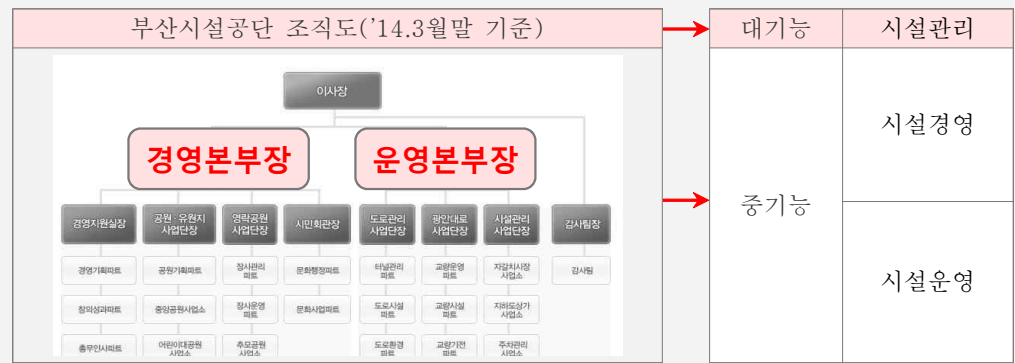 부산시설공단 조직도('14.3월말 기준)
대기능
시설관리
이사장
경영본부장
운영본부장
시설경영
중기능
시설운영
경영지원실장
공원·유원지
사업단장
영락공원
사업단장
시민회관장
도로관리
사업단장
광안대로
사업단장
시설관리
사업단장
감사팀장
경영기획파트
공원기획파트
장사관리
파트
문화행정파트
터널관리
파트
교량운영
파트
자갈치시장
사업소
감사팀
창의성과파트
중앙공원사업소
장사운영
파트
문화사업파트
도로시설
파트
교량시설
파트
지하도상가
사업소
총무인사파트
어린이대공원
사업소
추모공원
사업소
도로환경
파트
교량기전
파트
주차관리
사업소